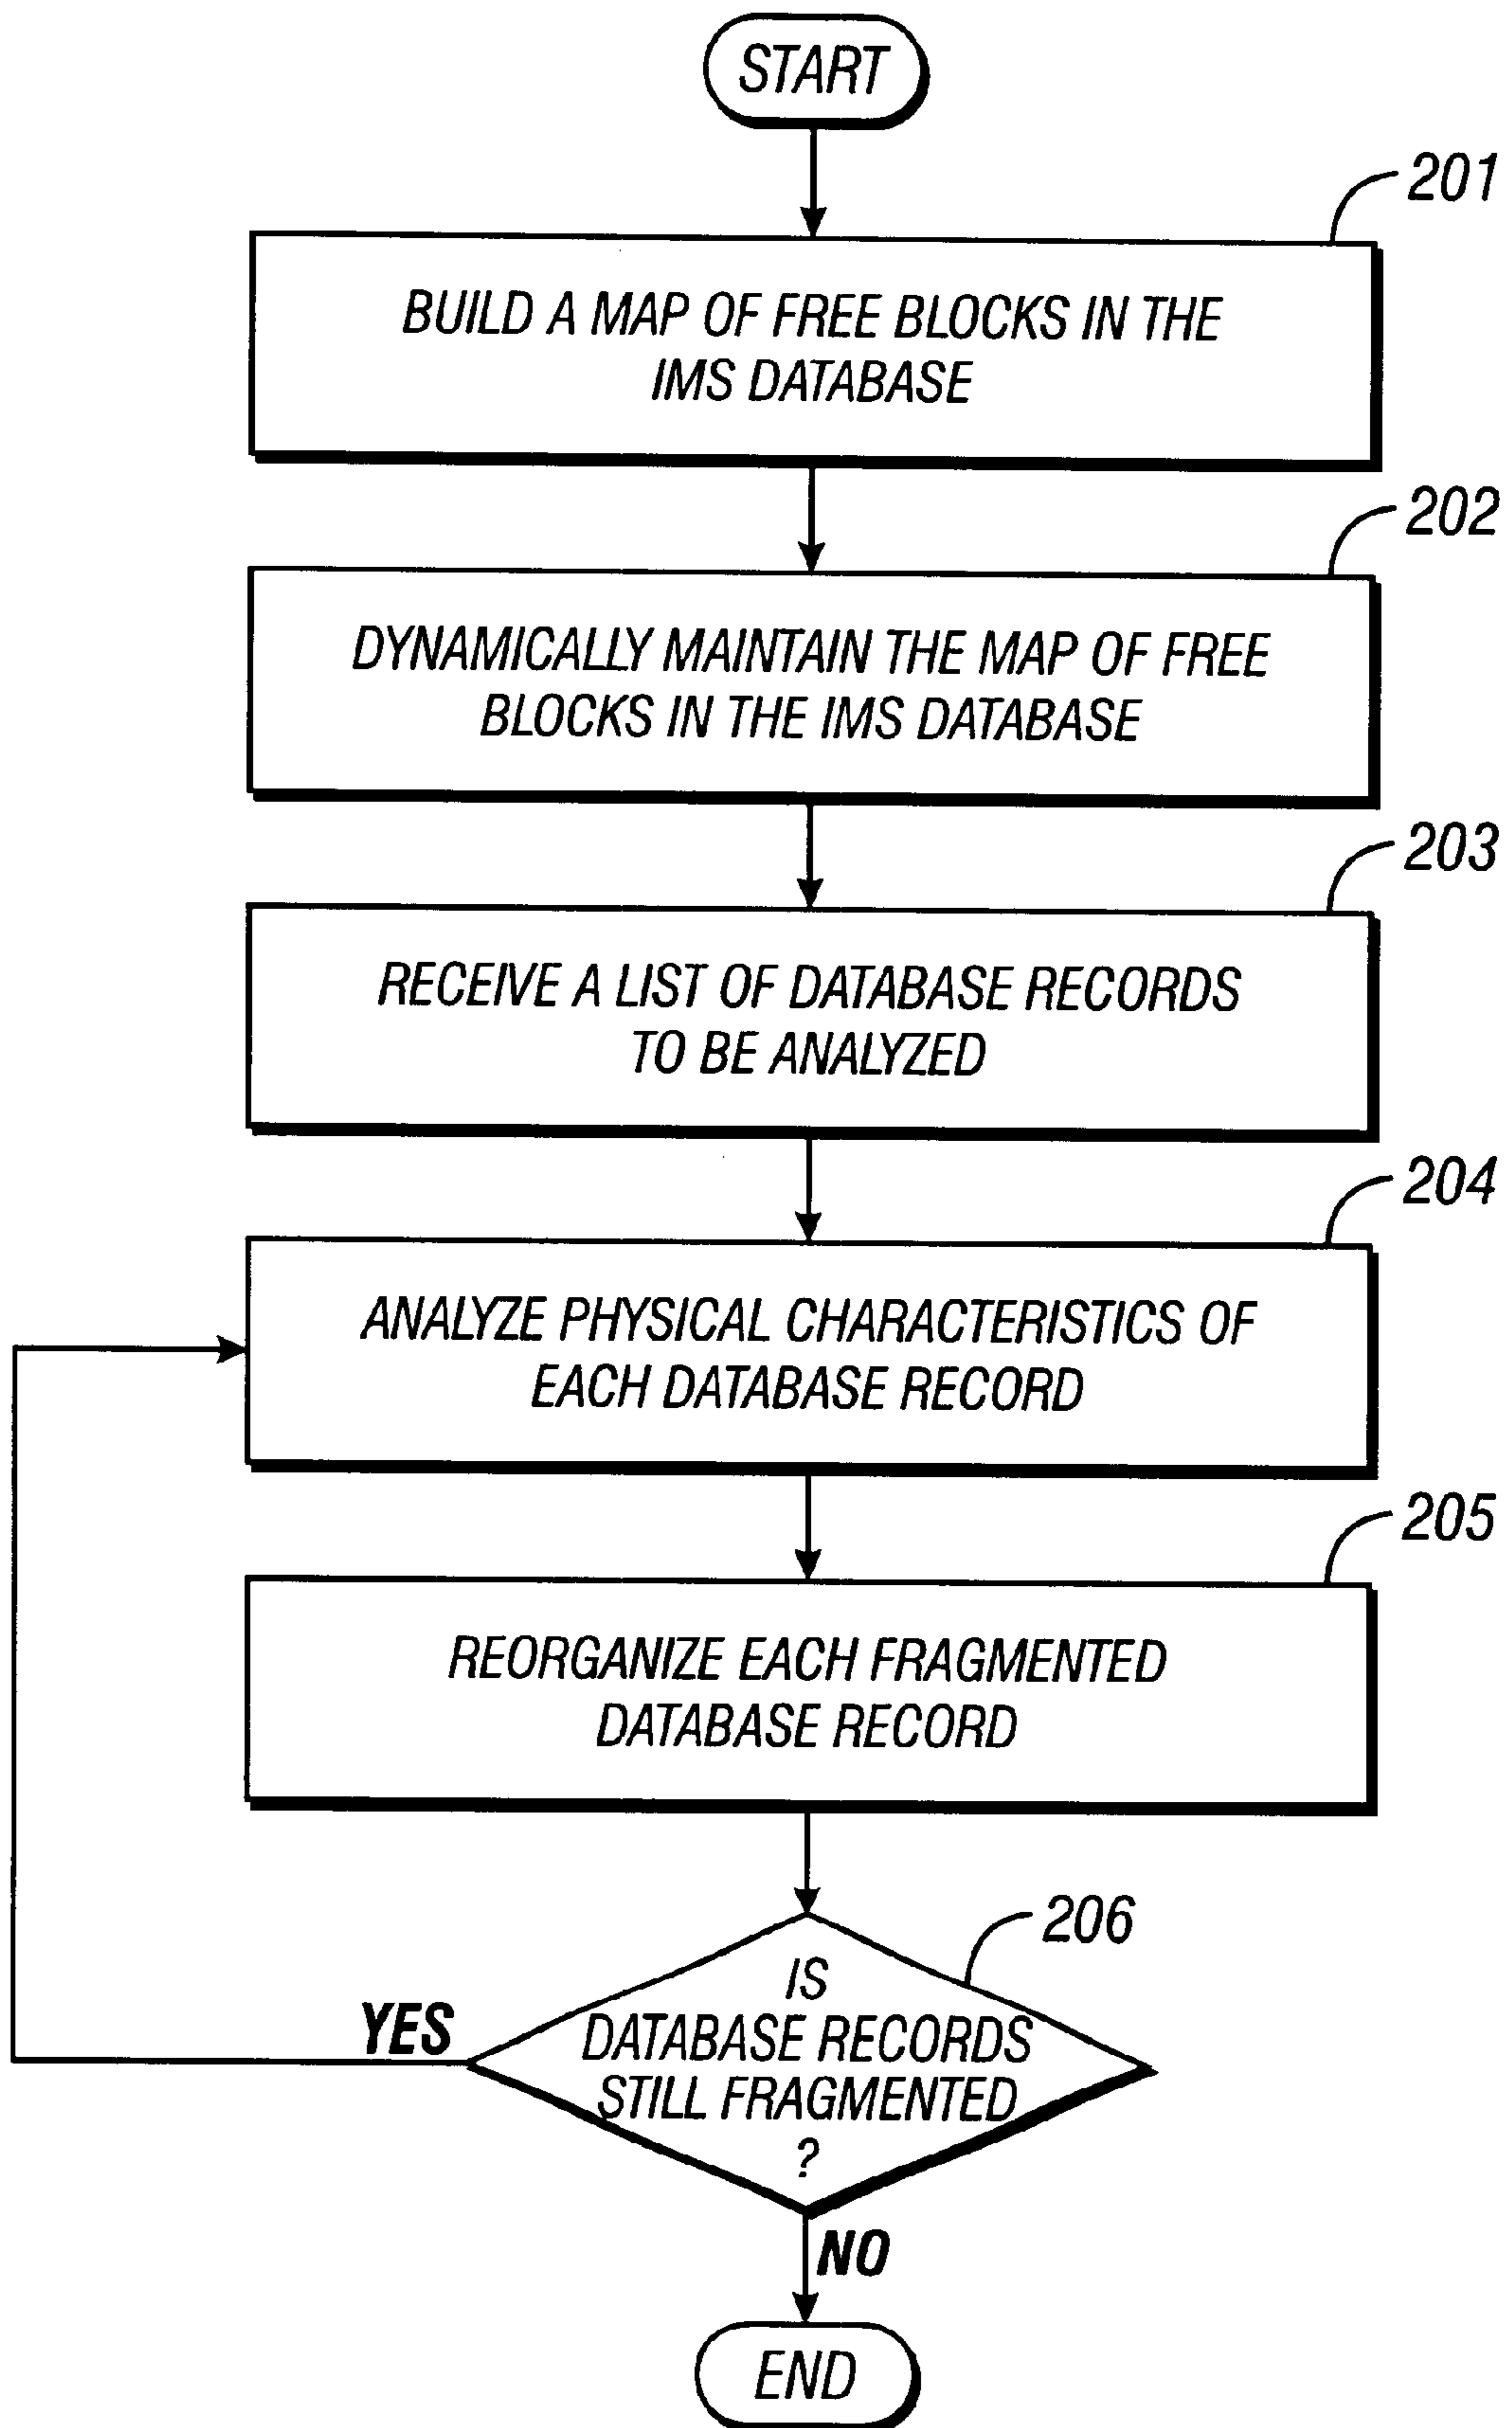 START
201
BUILD A MAP OF FREE BLOCKS IN THE
IMS DATABASE
202
DYNAMICALLY MAINTAIN THE MAP OF FREE
BLOCKS IN THE IMS DATABASE
203
RECEIVE A LIST OF DATABASE RECORDS
TO BE ANALYZED
204
ANALYZE PHYSICAL CHARACTERISTICS OF
EACH DATABASE RECORD
205
REORGANIZE EACH FRAGMENTED
DATABASE RECORD
206
IS
DATABASE RECORDS
STILL FRAGMENTED
?
YES
NO
END